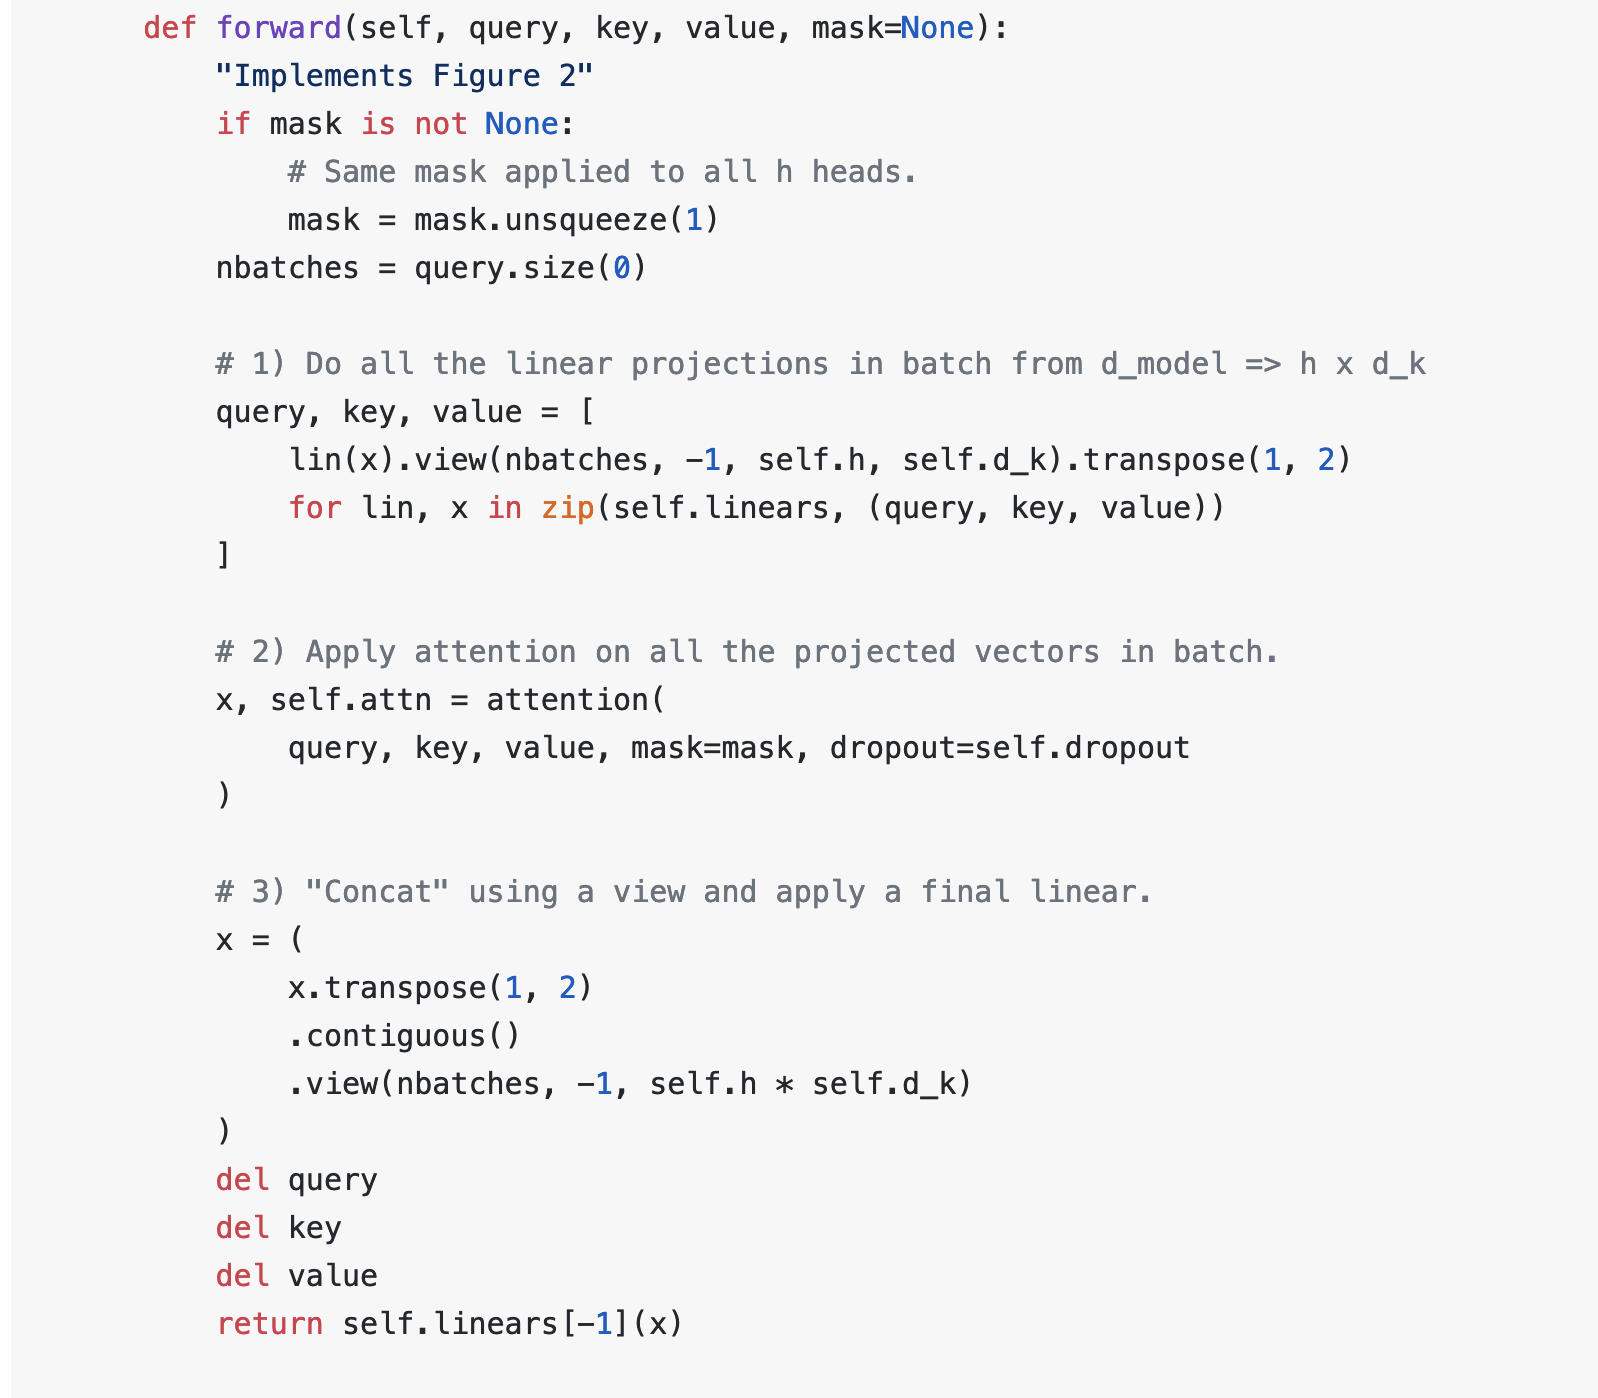 def forward(self, query, key, value, mask=None):
    "Implements Figure 2"
    if mask is not None:
        # Same mask applied to all h heads.
        mask = mask.unsqueeze(1)
    nbatches = query.size(0)

    # 1) Do all the linear projections in batch from d_model => h x d_k
    query, key, value = [
        lin(x).view(nbatches, -1, self.h, self.d_k).transpose(1, 2)
        for lin, x in zip(self.linears, (query, key, value))
    ]

    # 2) Apply attention on all the projected vectors in batch.
    x, self.attn = attention(
        query, key, value, mask=mask, dropout=self.dropout
    )

    # 3) "Concat" using a view and apply a final linear.
    x = (
        x.transpose(1, 2)
        .contiguous()
        .view(nbatches, -1, self.h * self.d_k)
    )
    del query
    del key
    del value
    return self.linears[-1](x)